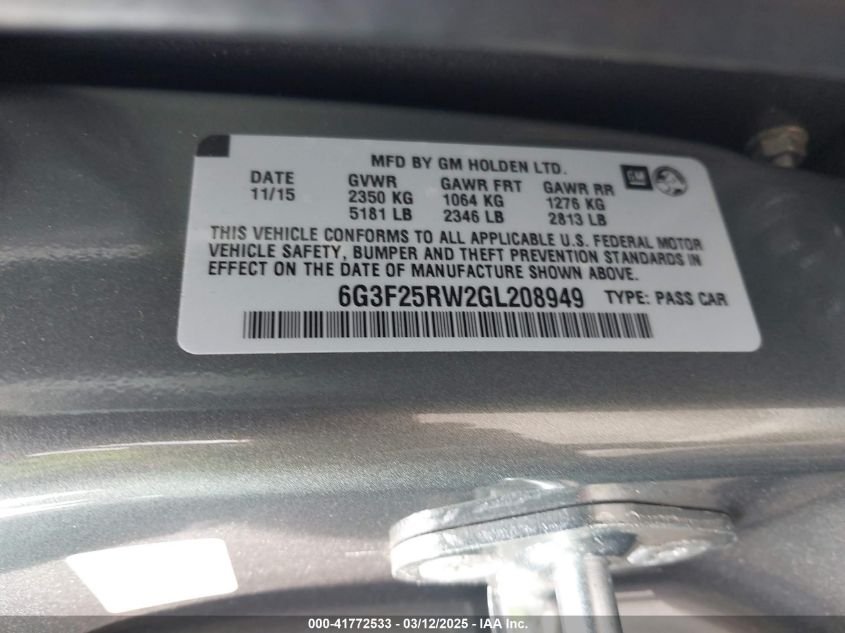 MFD BY GM HOLDEN LTD.
DATE GVWR GAWR FRT GAWR RR GM
11/15 2350 KG 1064 KG 1276 KG
5181 LB 2346 LB 2813 LB
THIS VEHICLE CONFORMS TO ALL APPLICABLE U.S. FEDERAL MOTOR
VEHICLE SAFETY, BUMPER AND THEFT PREVENTION STANDARDS IN
EFFECT ON THE DATE OF MANUFACTURE SHOWN ABOVE.
6G3F25RW2GL208949 TYPE: PASS CAR
000-41772533 - 03/12/2025 - IAA Inc.